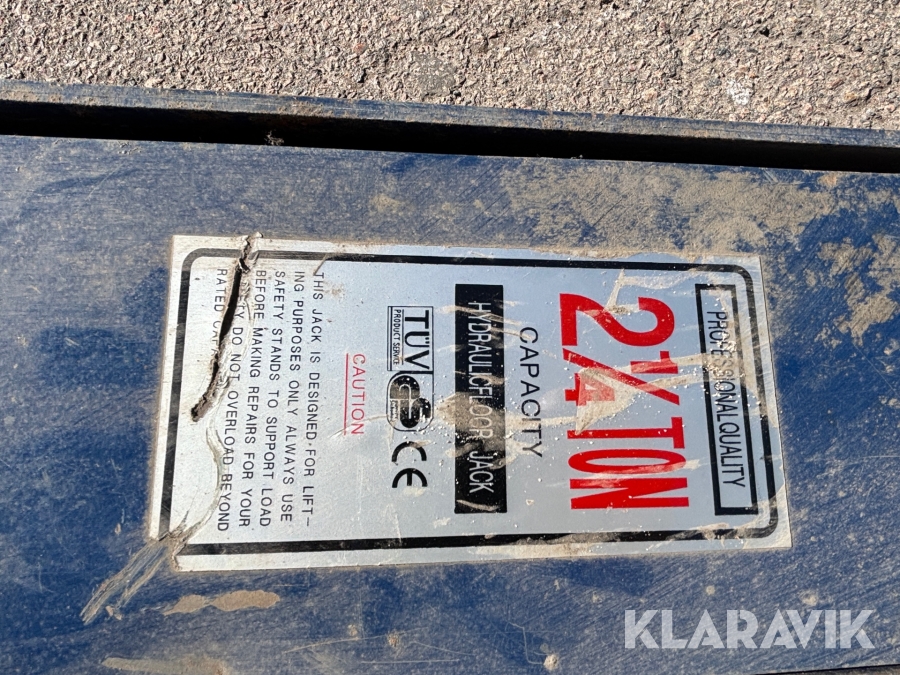 PROFESSIONAL QUALITY
2¼ TON
CAPACITY
HYDRAULIC FLOOR JACK
TÜV
PRODUCT SERVICE
CE
CAUTION
THIS JACK IS DESIGNED FOR LIFT-
ING PURPOSES ONLY ALWAYS USE
SAFETY STANDS TO SUPPORT LOAD
BEFORE MAKING REPAIRS FOR YOUR
DO NOT OVERLOAD BEYOND
RATED
KLARAVIK